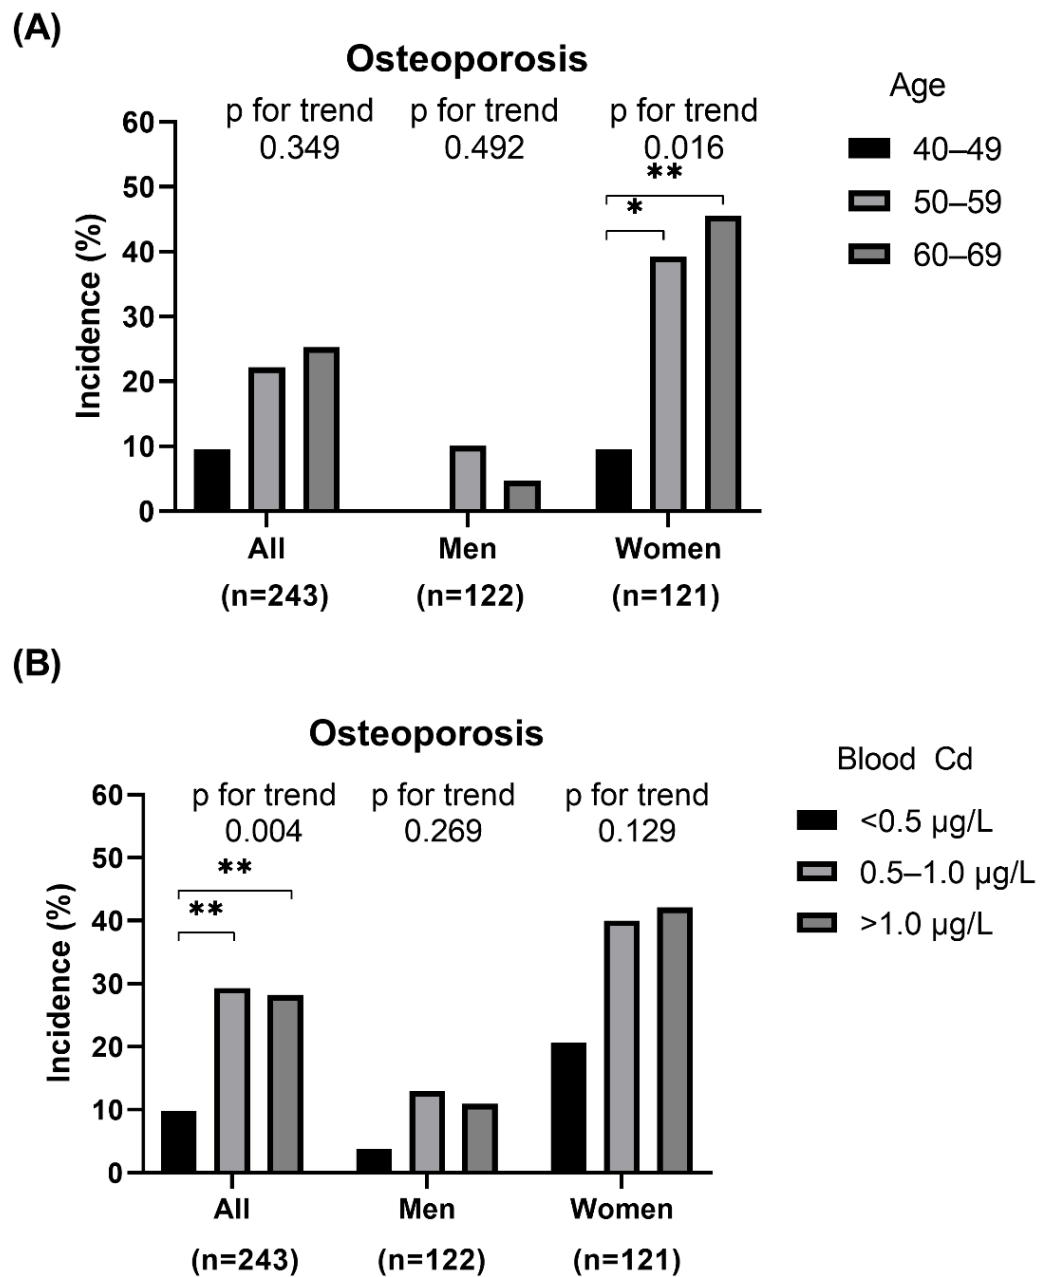 (A)
Osteoporosis
p for trend p for trend p for trend
0.349 0.492 0.016
**
*
60
50
40
30
20
10
0
Incidence (%)
All Men Women
(n=243) (n=122) (n=121)
Age
40–49
50–59
60–69
(B)
Osteoporosis
p for trend p for trend p for trend
0.004 0.269 0.129
**
**
60
50
40
30
20
10
0
Incidence (%)
All Men Women
(n=243) (n=122) (n=121)
Blood Cd
<0.5 µg/L
0.5–1.0 µg/L
>1.0 µg/L